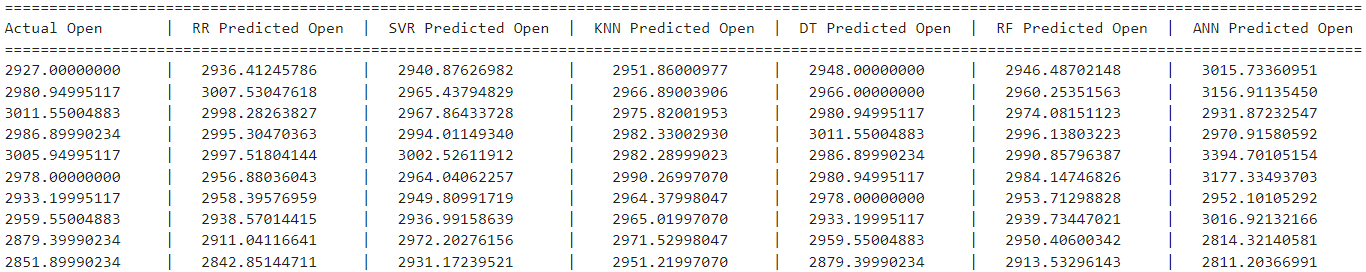 ====================================================================================================================================================================
Actual Open | RR Predicted Open | SVR Predicted Open | KNN Predicted Open | DT Predicted Open | RF Predicted Open | ANN Predicted Open
====================================================================================================================================================================
2927.00000000 | 2936.41245786 | 2940.87626982 | 2951.86000977 | 2948.00000000 | 2946.48702148 | 3015.73360951
2980.94995117 | 3007.53047618 | 2965.43794829 | 2966.89003906 | 2966.00000000 | 2960.25351563 | 3156.91135450
3011.55004883 | 2998.28263827 | 2967.86433728 | 2975.82001953 | 2980.94995117 | 2974.08151123 | 2931.87232547
2986.89990234 | 2995.30470363 | 2994.01149340 | 2982.33002930 | 3011.55004883 | 2996.13803223 | 2970.91580592
3005.94995117 | 2997.51804144 | 3002.52611912 | 2982.28999023 | 2986.89990234 | 2990.85796387 | 3394.70105154
2978.00000000 | 2956.88036043 | 2964.04062257 | 2990.26997070 | 2980.94995117 | 2984.14746826 | 3177.33493703
2933.19995117 | 2958.39576959 | 2949.80991719 | 2964.37998047 | 2978.00000000 | 2953.71298828 | 2952.10105292
2959.55004883 | 2938.57014415 | 2936.99158639 | 2965.01997070 | 2933.19995117 | 2939.73447021 | 3016.92132166
2879.39990234 | 2911.04116641 | 2972.20276156 | 2971.52998047 | 2959.55004883 | 2950.40600342 | 2814.32140581
2851.89990234 | 2842.85144711 | 2931.17239521 | 2951.21997070 | 2879.39990234 | 2913.53296143 | 2811.20366991